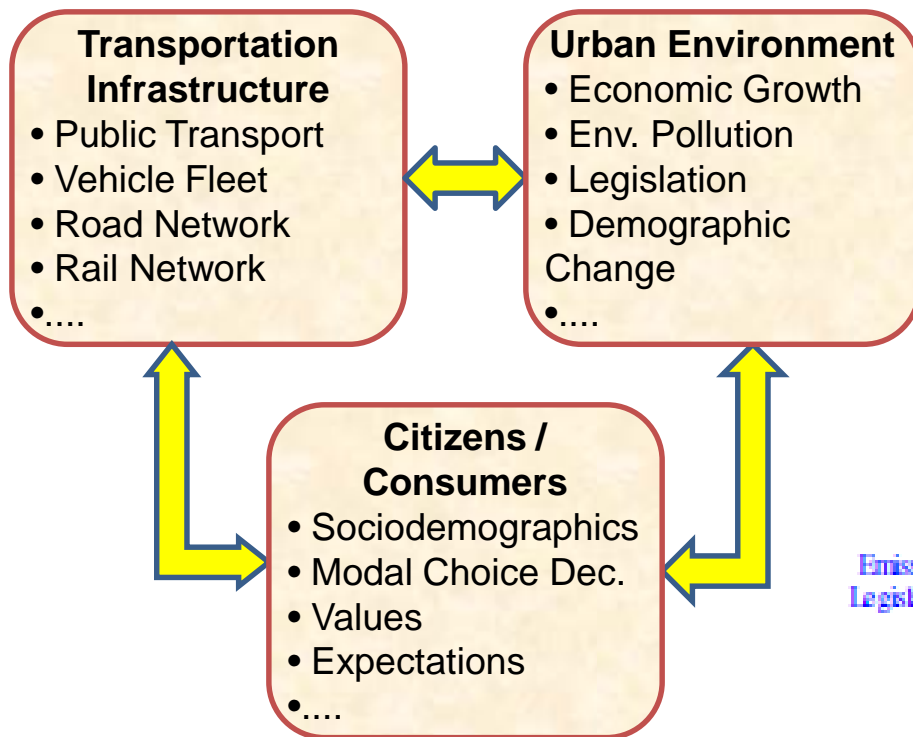 Transportation
Infrastructure
• Public Transport
• Vehicle Fleet
• Road Network
• Rail Network
•....
Urban Environment
• Economic Growth
• Env. Pollution
• Legislation
• Demographic
Change
•....
Citizens /
Consumers
• Sociodemographics
• Modal Choice Dec.
• Values
• Expectations
•....